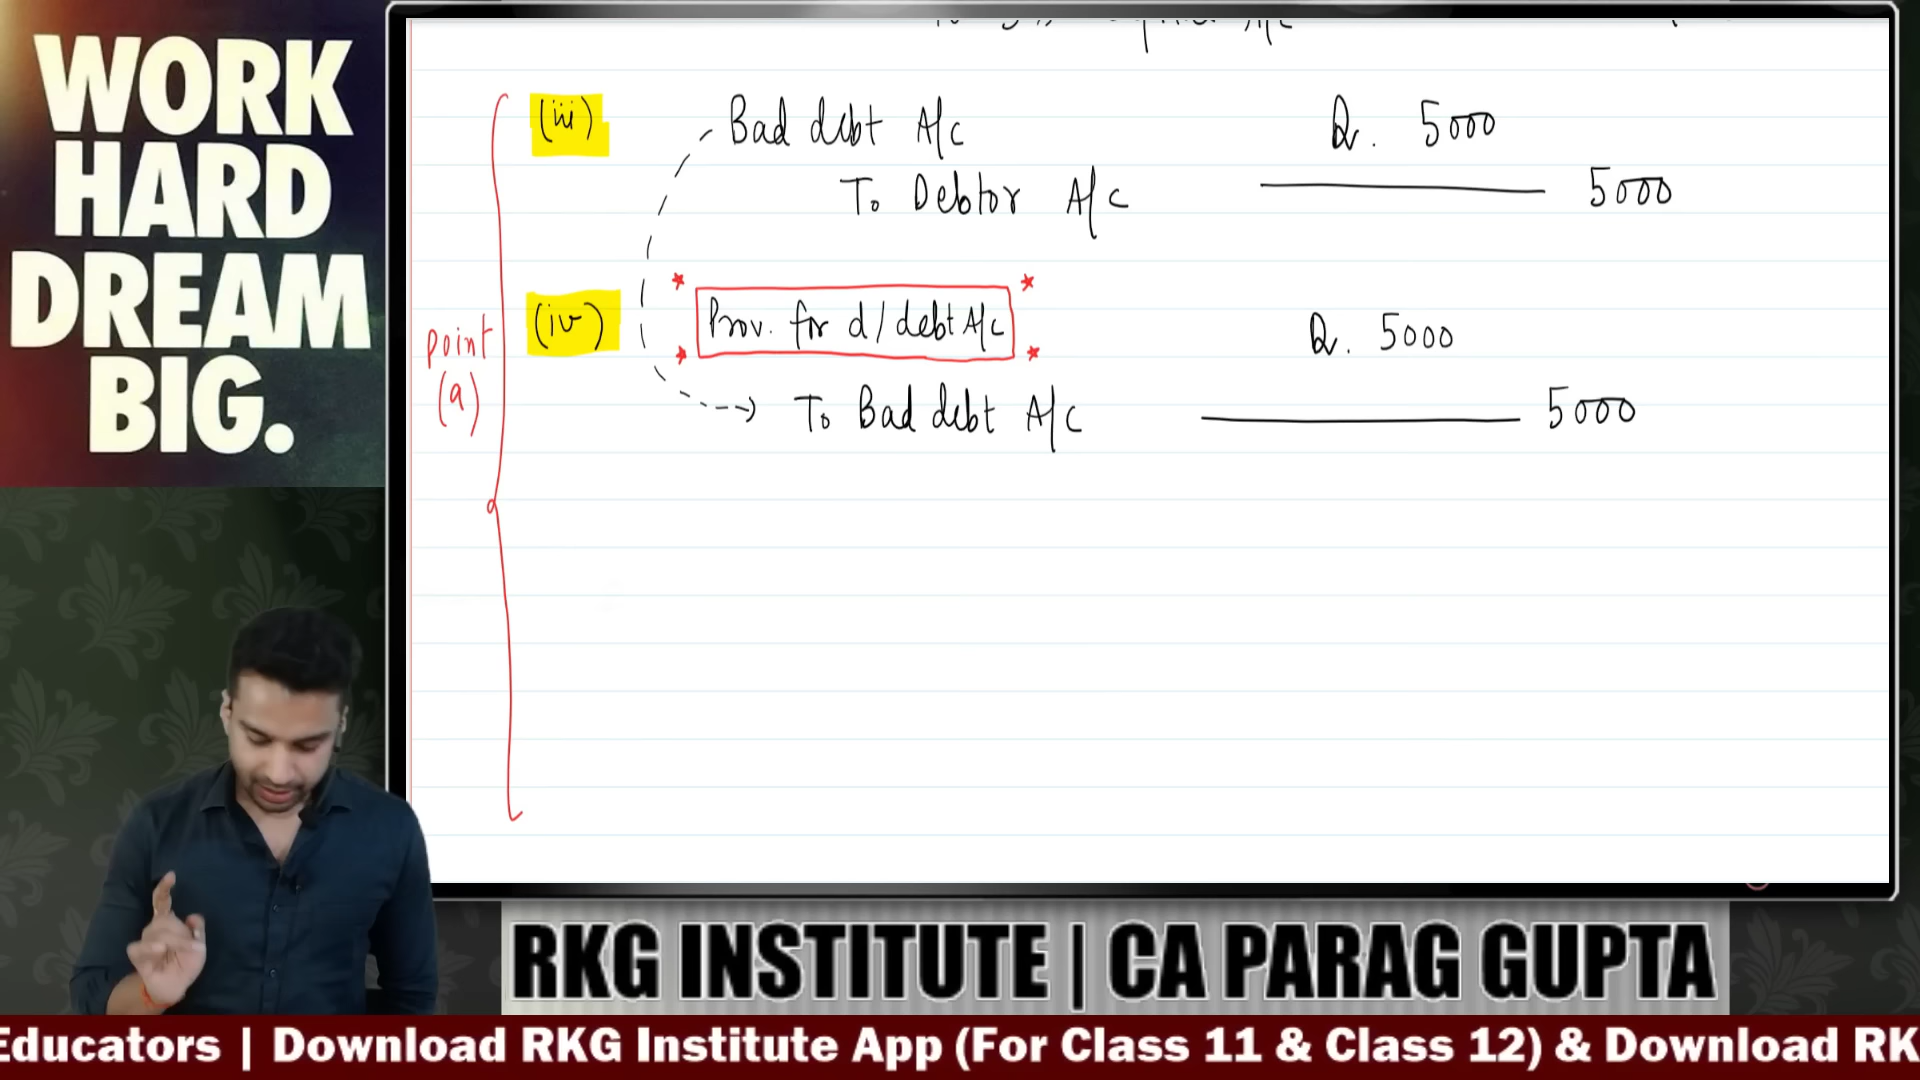 WORK
HARD
DREAM
BIG.
(iii) Bad debt A/c Dr. 5000
To Debtor A/c 5000
point
(a)
(iv) Prov. for d/debt A/c Dr. 5000
To Bad debt A/c 5000
RKG INSTITUTE | CA PARAG GUPTA
Educators | Download RKG Institute App (For Class 11 & Class 12) & Download RK